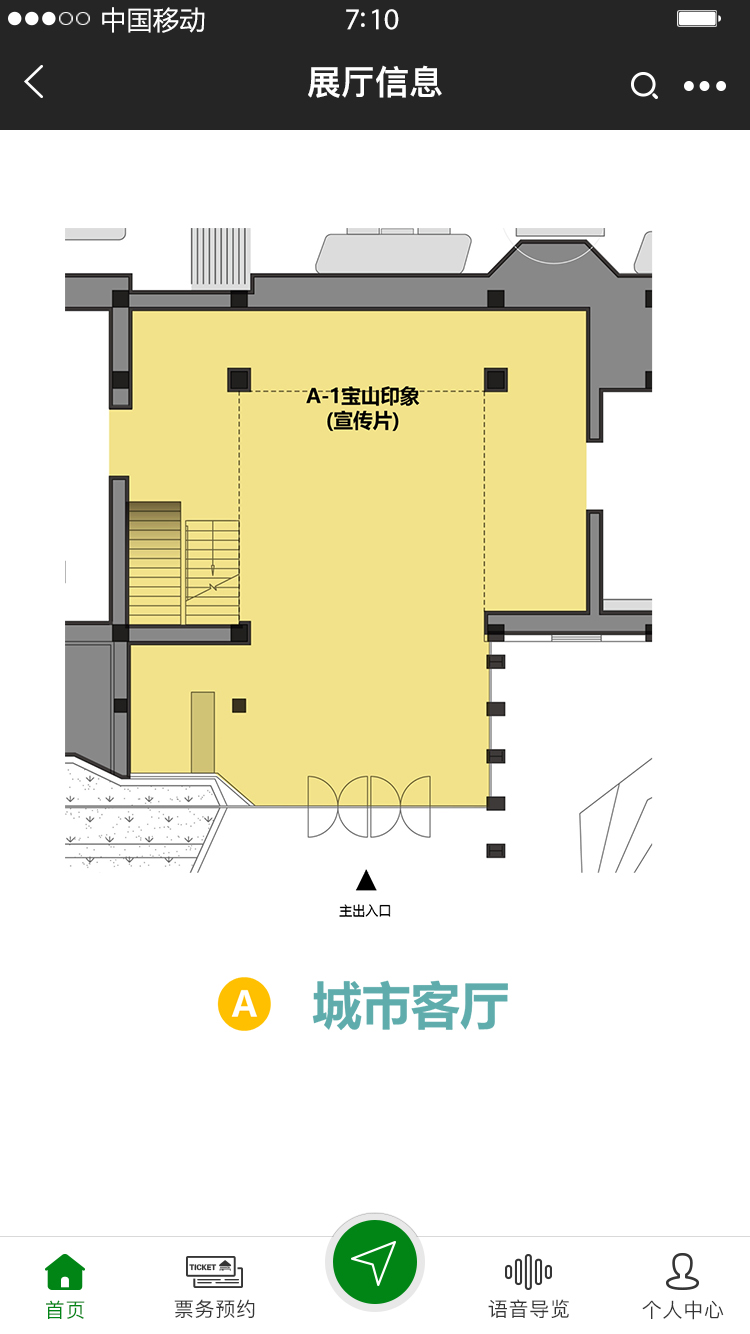 中国移动
7:10
展厅信息
A-1宝山印象
(宣传片)
主出入口
A
城市客厅
首页
TICKET
票务预约
语音导览
个人中心